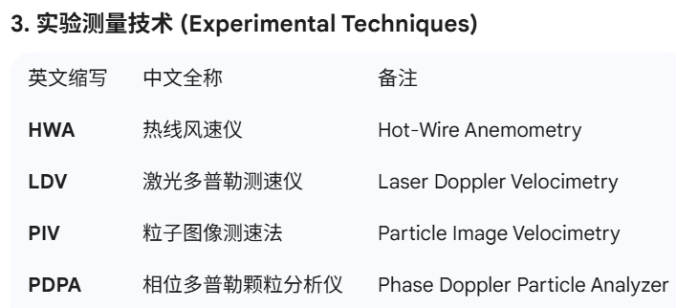 3. 实验测量技术 (Experimental Techniques)
英文缩写 中文全称 备注
HWA 热线风速仪 Hot-Wire Anemometry
LDV 激光多普勒测速仪 Laser Doppler Velocimetry
PIV 粒子图像测速法 Particle Image Velocimetry
PDPA 相位多普勒颗粒分析仪 Phase Doppler Particle Analyzer